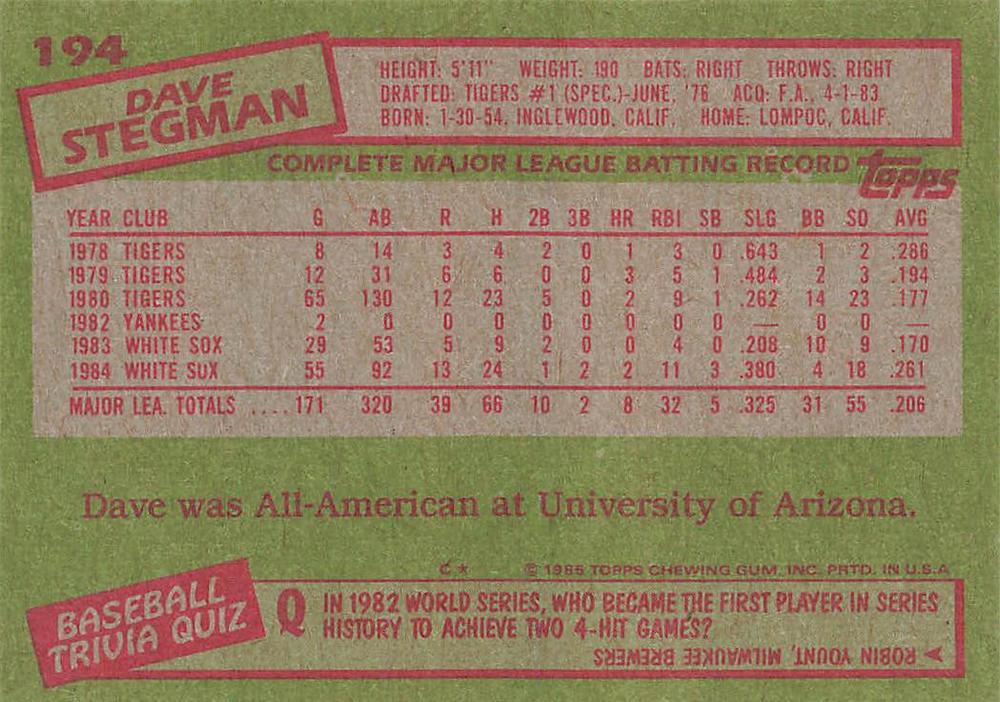 194
DAVE
STEGMAN
HEIGHT: 5'11" WEIGHT: 190 BATS: RIGHT THROWS: RIGHT
DRAFTED: TIGERS #1 (SPEC.)-JUNE, '76 ACQ: F.A., 4-1-83
BORN: 1-30-54, INGLEWOOD, CALIF. HOME: LOMPOC, CALIF.
COMPLETE MAJOR LEAGUE BATTING RECORD
Topps
YEAR CLUB G AB R H 2B 3B HR RBI SB SLG BB SO AVG
1978 TIGERS 8 14 3 4 2 0 1 3 0 .643 1 2 .286
1979 TIGERS 12 31 6 6 0 0 3 5 1 .484 2 3 .194
1980 TIGERS 65 130 12 23 5 0 2 9 1 .262 14 23 .177
1982 YANKEES 2 0 0 0 0 0 0 0 0 — 0 0 —
1983 WHITE SOX 29 53 5 9 2 0 0 4 0 .208 10 9 .170
1984 WHITE SOX 55 92 13 24 1 2 2 11 3 .380 4 18 .261
MAJOR LEA. TOTALS ....171 320 39 66 10 2 8 32 5 .325 31 55 .206
Dave was All-American at University of Arizona.
C* © 1985 TOPPS CHEWING GUM, INC. PRTD. IN U.S.A
BASEBALL
TRIVIA QUIZ
Q IN 1982 WORLD SERIES, WHO BECAME THE FIRST PLAYER IN SERIES
HISTORY TO ACHIEVE TWO 4-HIT GAMES?
A ROBIN YOUNT, MILWAUKEE BREWERS